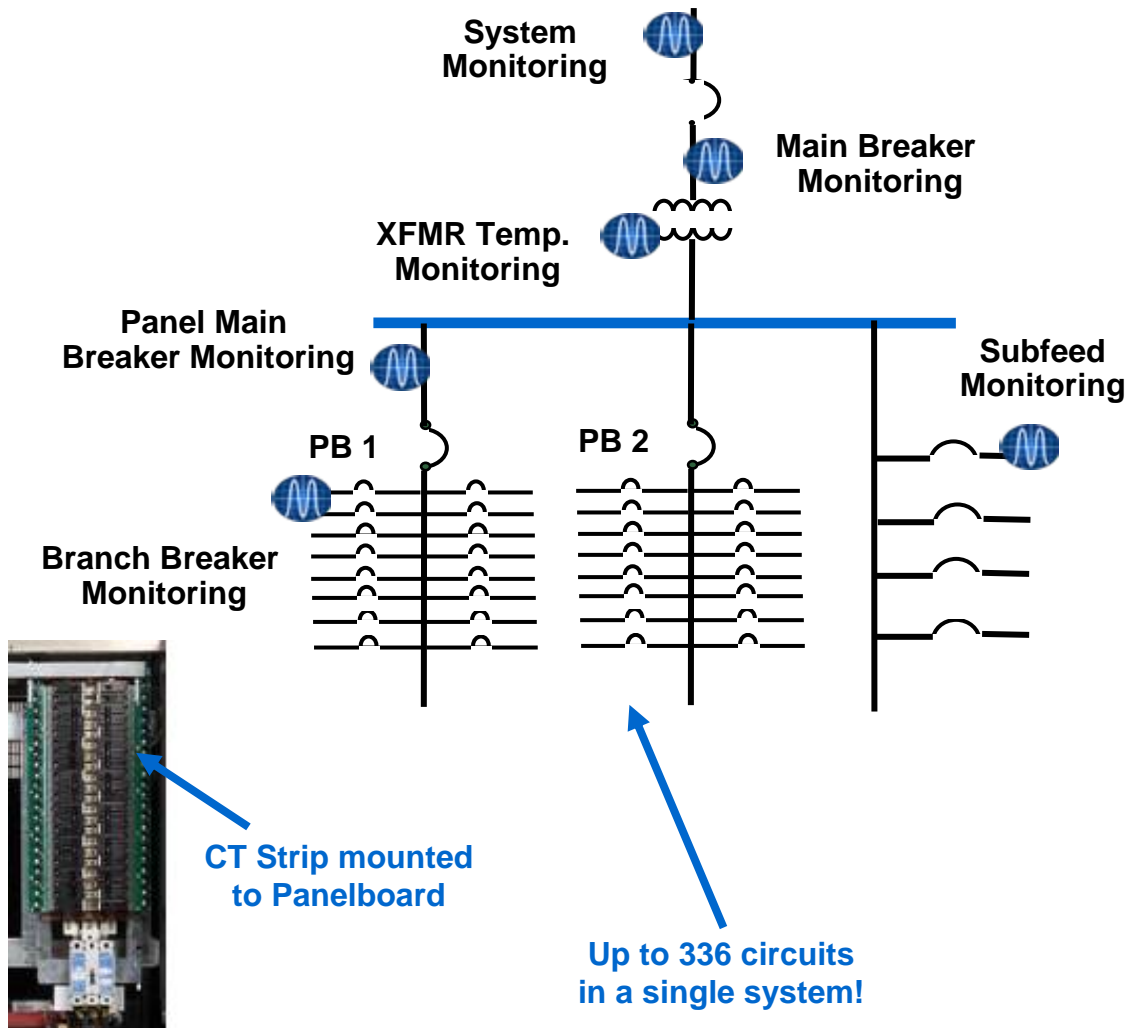 System
Monitoring
Main Breaker
Monitoring
XFMR Temp.
Monitoring
Panel Main
Breaker Monitoring
Subfeed
Monitoring
PB 1
PB 2
Branch Breaker
Monitoring
CT Strip mounted
to Panelboard
Up to 336 circuits
in a single system!